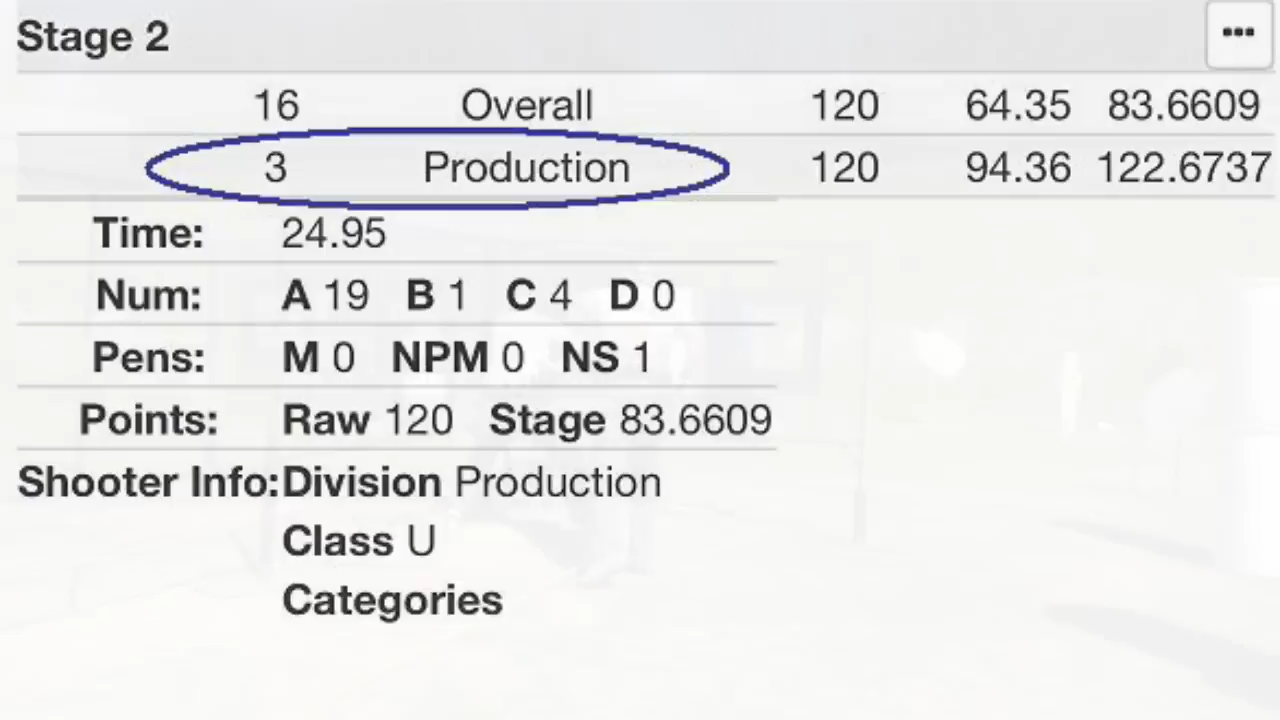 Stage 2 •••
16 Overall 120 64.35 83.6609
3 Production 120 94.36 122.6737
Time: 24.95
Num: A 19 B 1 C 4 D 0
Pens: M 0 NPM 0 NS 1
Points: Raw 120 Stage 83.6609
Shooter Info: Division Production
Class U
Categories